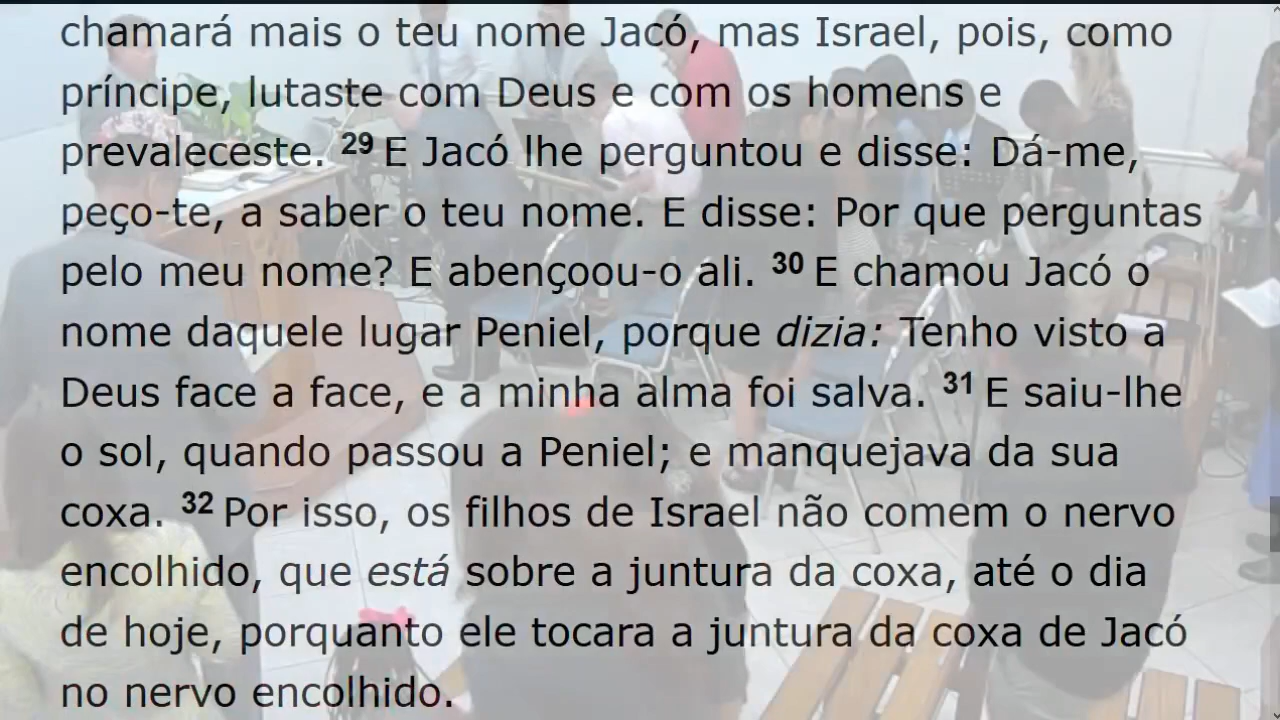 chamará mais o teu nome Jacó, mas Israel, pois, como
príncipe, lutaste com Deus e com os homens e
prevaleceste. 29 E Jacó lhe perguntou e disse: Dá-me,
peço-te, a saber o teu nome. E disse: Por que perguntas
pelo meu nome? E abençoou-o ali. 30 E chamou Jacó o
nome daquele lugar Peniel, porque dizia: Tenho visto a
Deus face a face, e a minha alma foi salva. 31 E saiu-lhe
o sol, quando passou a Peniel; e manquejava da sua
coxa. 32 Por isso, os filhos de Israel não comem o nervo
encolhido, que está sobre a juntura da coxa, até o dia
de hoje, porquanto ele tocara a juntura da coxa de Jacó
no nervo encolhido.